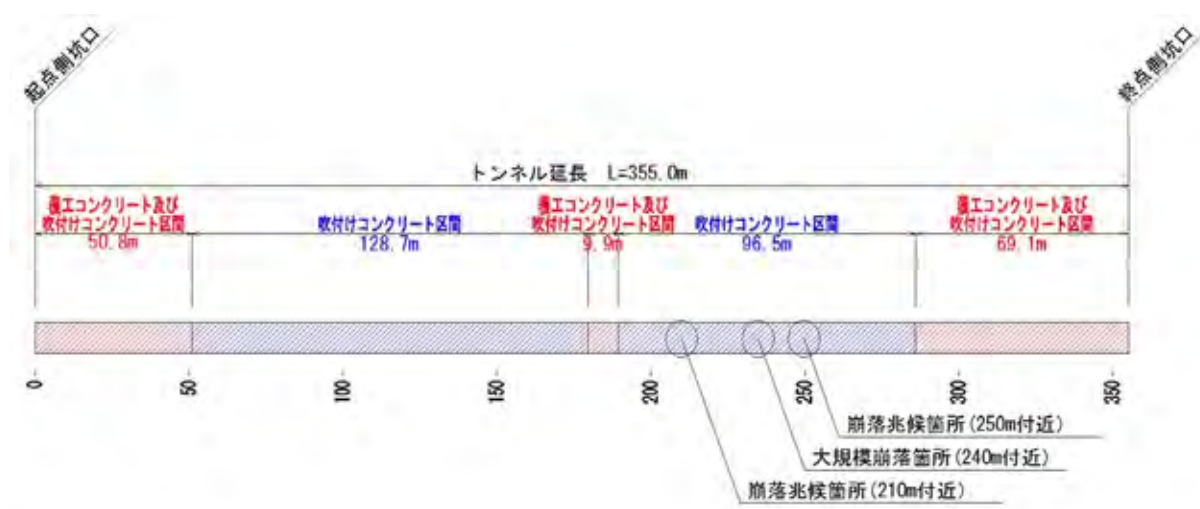 起点側坑口
終点側坑口
トンネル延長 L=355.0m
覆工コンクリート及び
吹付けコンクリート区間
50.8m
吹付けコンクリート区間
128.7m
覆工コンクリート及び
吹付けコンクリート区間
9.9m
吹付けコンクリート区間
96.5m
覆工コンクリート及び
吹付けコンクリート区間
69.1m
0
50
100
150
200
250
300
350
崩落兆候箇所(250m付近)
大規模崩落箇所(240m付近)
崩落兆候箇所(210m付近)